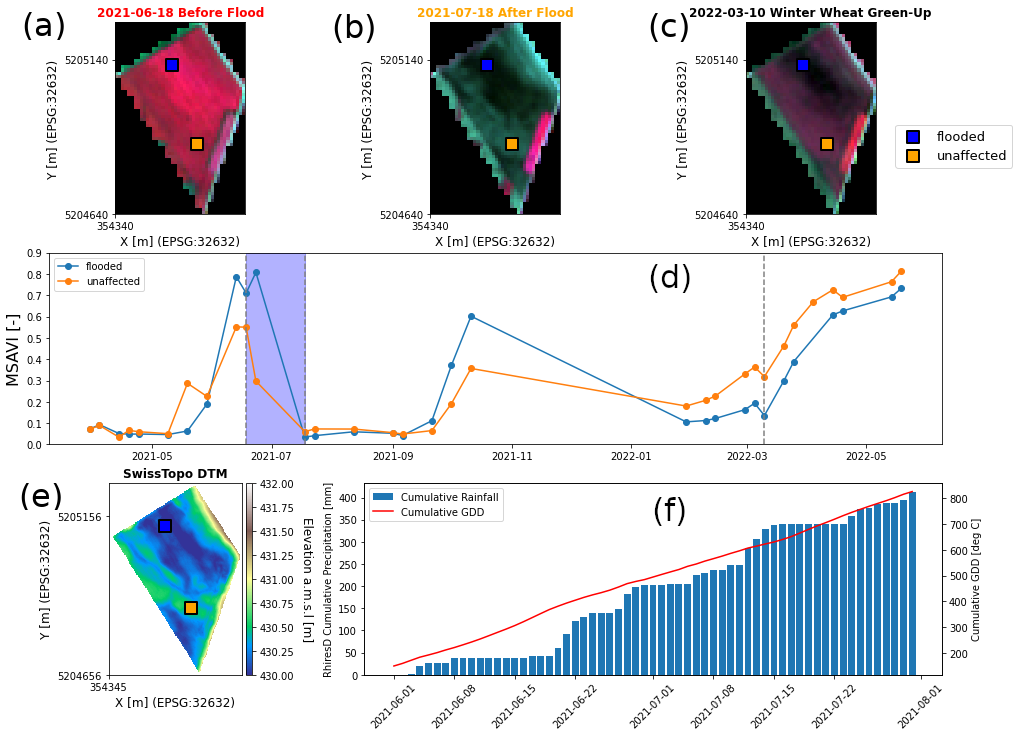 (a)
2021-06-18 Before Flood
5205140
Y [m] (EPSG:32632)
5204640
354340
X [m] (EPSG:32632)
(b)
2021-07-18 After Flood
5205140
Y [m] (EPSG:32632)
5204640
354340
X [m] (EPSG:32632)
(c)
2022-03-10 Winter Wheat Green-Up
5205140
Y [m] (EPSG:32632)
5204640
354340
X [m] (EPSG:32632)
flooded
unaffected
(d)
MSAVI [-]
0.9
0.8
0.7
0.6
0.5
0.4
0.3
0.2
0.1
0.0
flooded
unaffected
2021-05
2021-07
2021-09
2021-11
2022-01
2022-03
2022-05
(e)
SwissTopo DTM
5205156
Y [m] (EPSG:32632)
5204656
354345
X [m] (EPSG:32632)
432.00
431.75
431.50
431.25
431.00
430.75
430.50
430.25
430.00
Elevation a.m.s.l [m]
(f)
RhiresD Cumulative Precipitation [mm]
400
350
300
250
200
150
100
50
0
Cumulative Rainfall
Cumulative GDD
800
700
600
500
400
300
200
Cumulative GDD [deg C]
2021-06-01
2021-06-08
2021-06-15
2021-06-22
2021-07-01
2021-07-08
2021-07-15
2021-07-22
2021-08-01